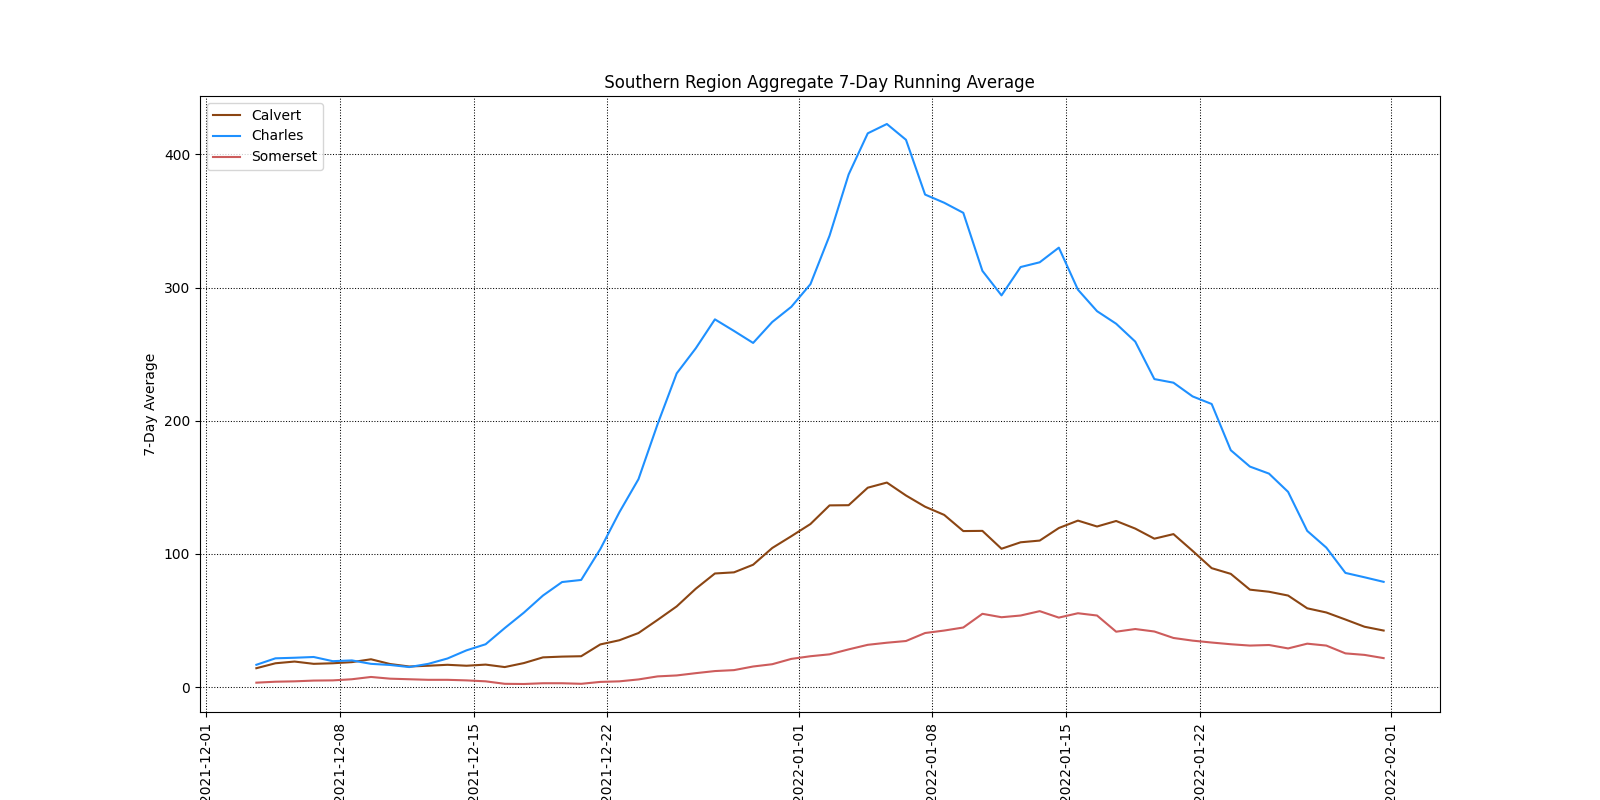 Southern Region Aggregate 7-Day Running Average
Calvert
Charles
Somerset
400
300
200
100
0
7-Day Average
2021-12-01
2021-12-08
2021-12-15
2021-12-22
2022-01-01
2022-01-08
2022-01-15
2022-01-22
2022-02-01